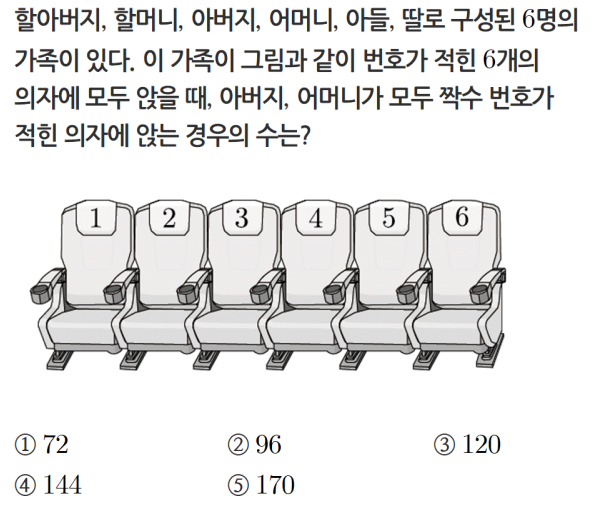 할아버지, 할머니, 아버지, 어머니, 아들, 딸로 구성된 6명의
가족이 있다. 이 가족이 그림과 같이 번호가 적힌 6개의
의자에 모두 앉을 때, 아버지, 어머니가 모두 짝수 번호가
적힌 의자에 앉는 경우의 수는?
1 2 3 4 5 6
① 72 ② 96 ③ 120
④ 144 ⑤ 170